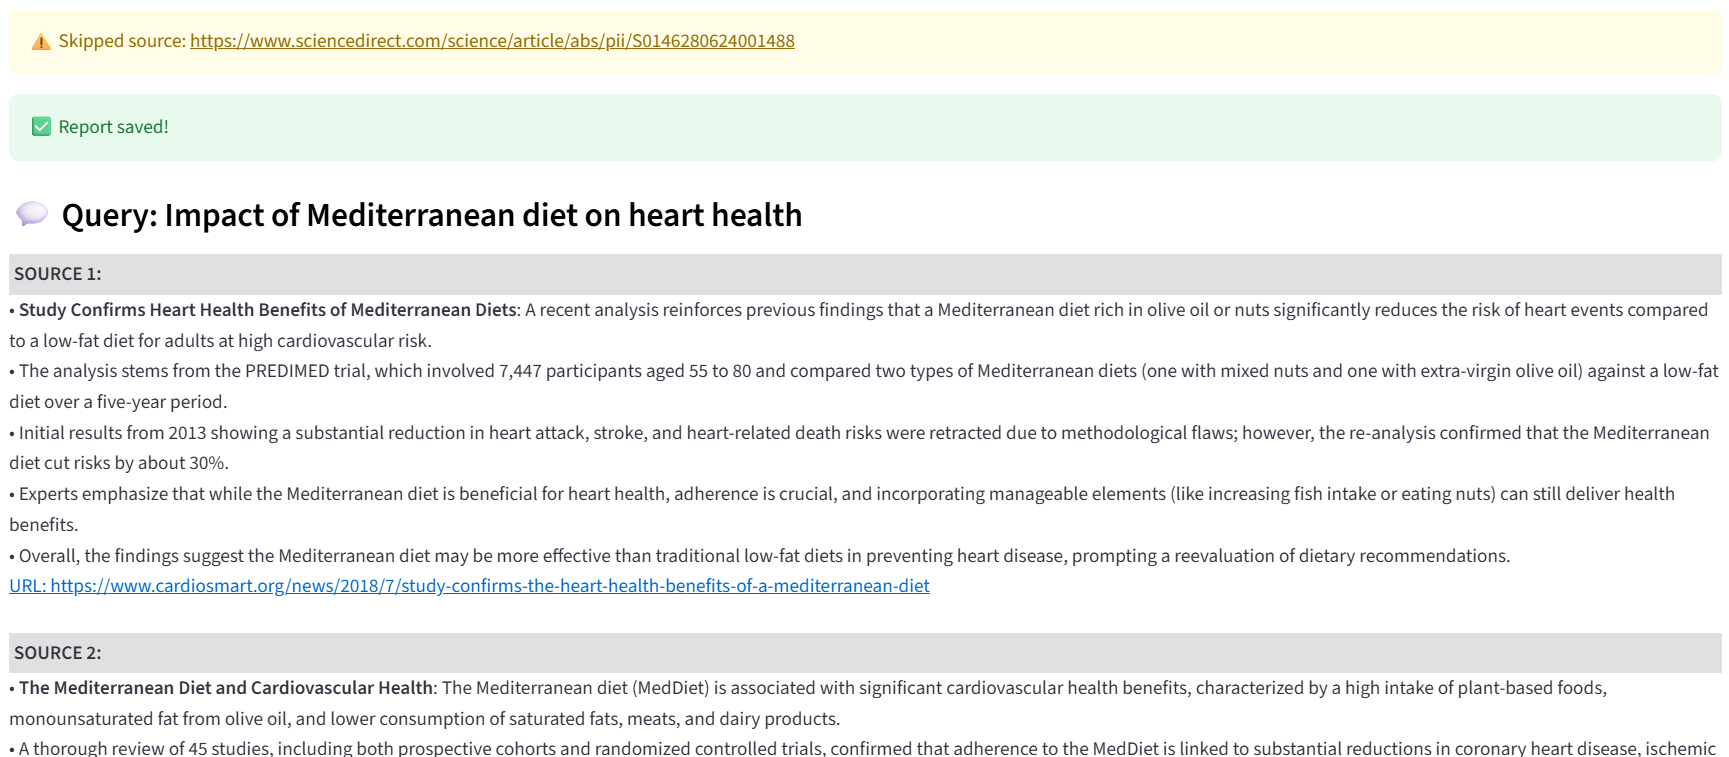 Skipped source: https://www.sciencedirect.com/science/article/abs/pii/S0146280624001488
Report saved!
Query: Impact of Mediterranean diet on heart health
SOURCE 1:
• Study Confirms Heart Health Benefits of Mediterranean Diets: A recent analysis reinforces previous findings that a Mediterranean diet rich in olive oil or nuts significantly reduces the risk of heart events compared
to a low-fat diet for adults at high cardiovascular risk.
• The analysis stems from the PREDIMED trial, which involved 7,447 participants aged 55 to 80 and compared two types of Mediterranean diets (one with mixed nuts and one with extra-virgin olive oil) against a low-fat
diet over a five-year period.
• Initial results from 2013 showing a substantial reduction in heart attack, stroke, and heart-related death risks were retracted due to methodological flaws; however, the re-analysis confirmed that the Mediterranean
diet cut risks by about 30%.
• Experts emphasize that while the Mediterranean diet is beneficial for heart health, adherence is crucial, and incorporating manageable elements (like increasing fish intake or eating nuts) can still deliver health
benefits.
• Overall, the findings suggest the Mediterranean diet may be more effective than traditional low-fat diets in preventing heart disease, prompting a reevaluation of dietary recommendations.
URL: https://www.cardiosmart.org/news/2018/7/study-confirms-the-heart-health-benefits-of-a-mediterranean-diet
SOURCE 2:
• The Mediterranean Diet and Cardiovascular Health: The Mediterranean diet (MedDiet) is associated with significant cardiovascular health benefits, characterized by a high intake of plant-based foods,
monounsaturated fat from olive oil, and lower consumption of saturated fats, meats, and dairy products.
• A thorough review of 45 studies, including both prospective cohorts and randomized controlled trials, confirmed that adherence to the MedDiet is linked to substantial reductions in coronary heart disease, ischemic